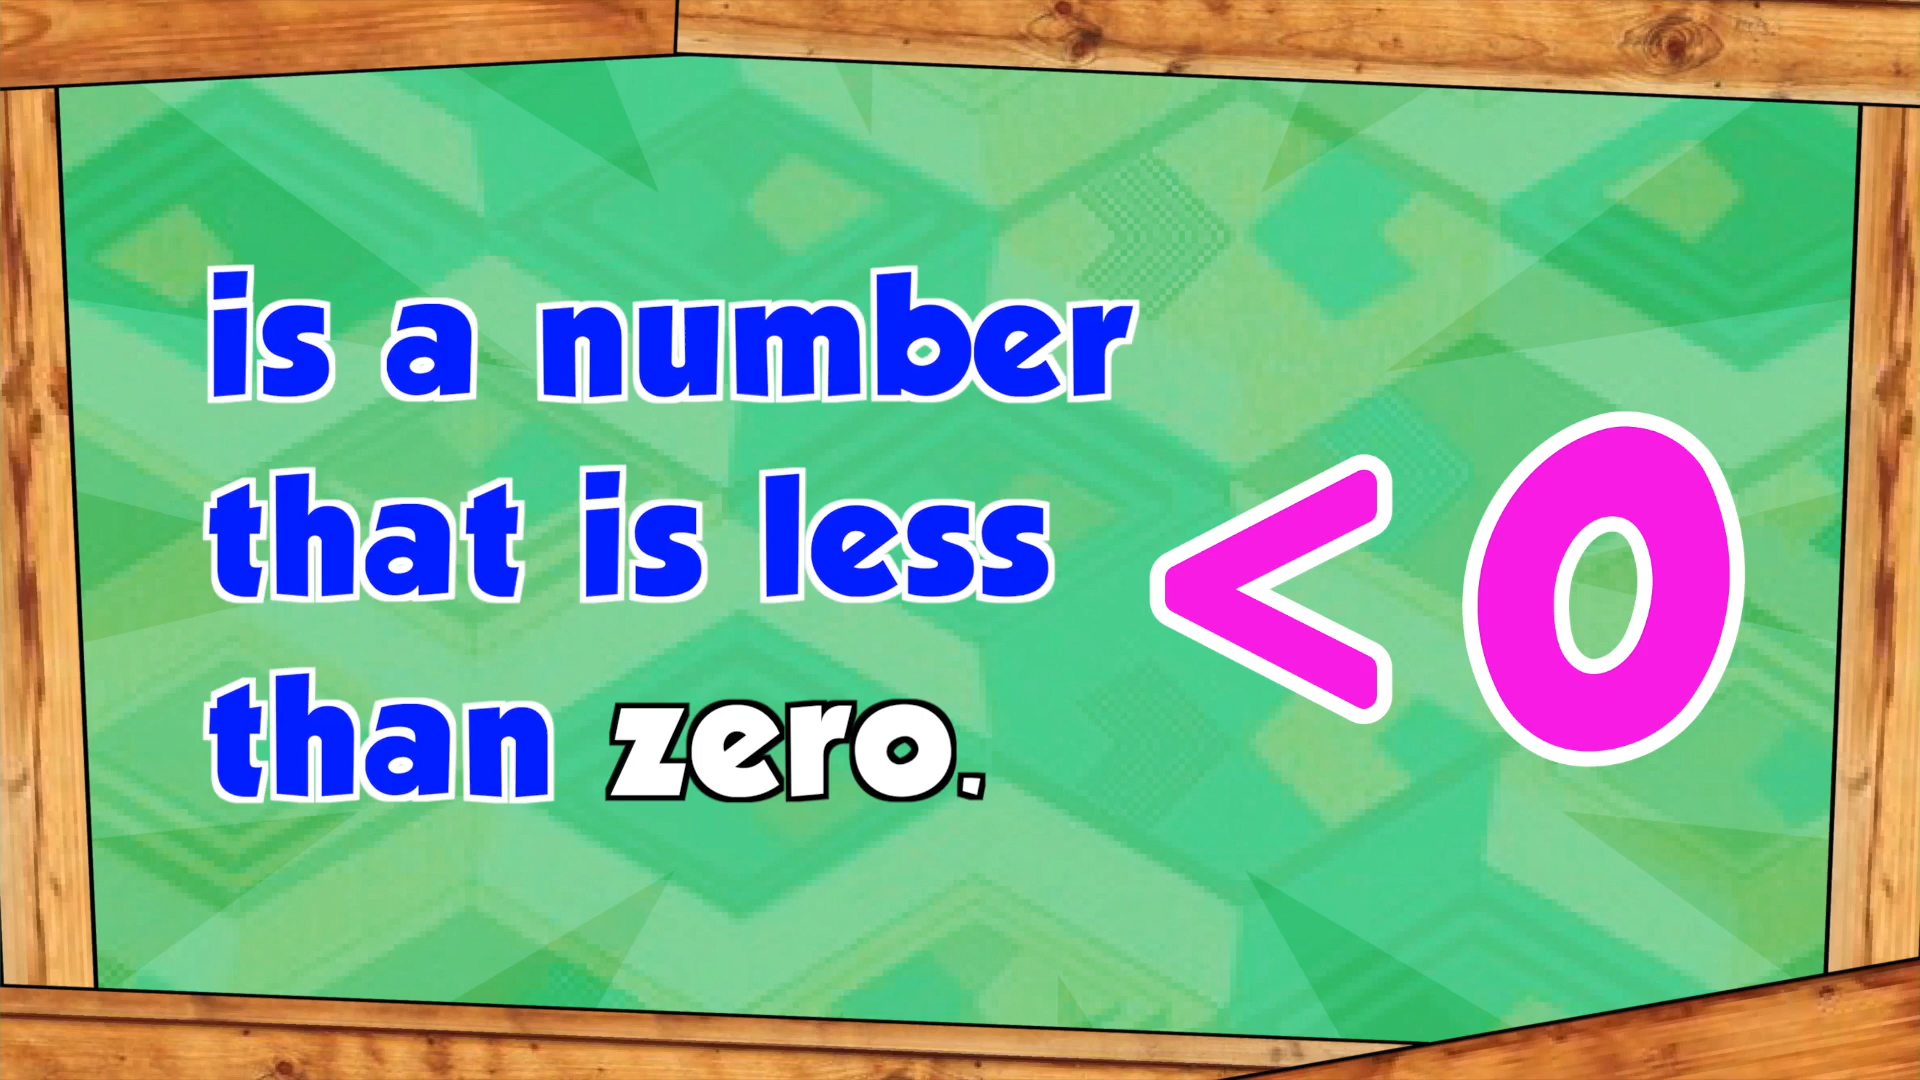 is a number
that is less
than zero.
< 0